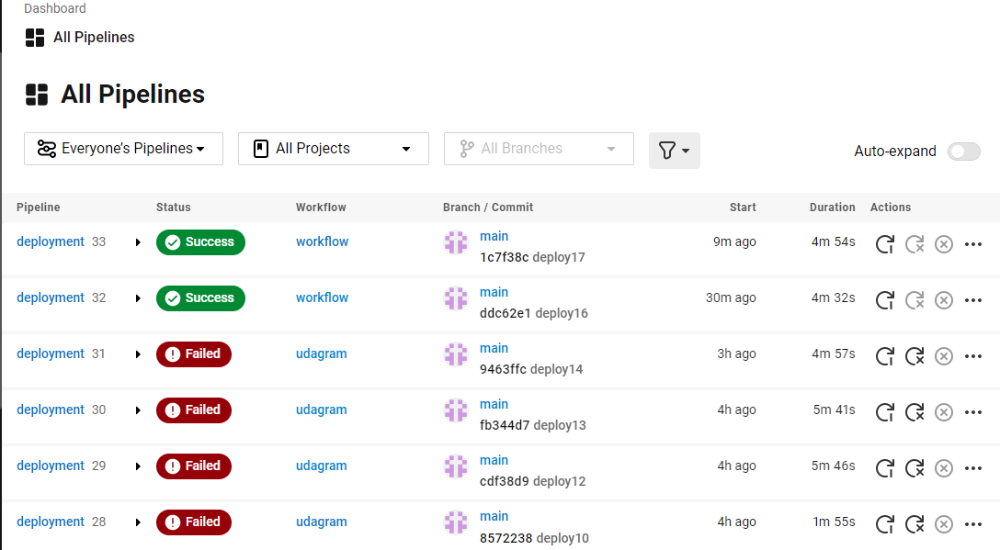 Dashboard
All Pipelines
All Pipelines
Everyone's Pipelines All Projects All Branches Auto-expand
Pipeline Status Workflow Branch / Commit Start Duration Actions
deployment 33 Success workflow main 9m ago 4m 54s
1c7f38c deploy17
deployment 32 Success workflow main 30m ago 4m 32s
ddc62e1 deploy16
deployment 31 Failed udagram main 3h ago 4m 57s
9463ffc deploy14
deployment 30 Failed udagram main 4h ago 5m 41s
fb344d7 deploy13
deployment 29 Failed udagram main 4h ago 5m 46s
cdf38d9 deploy12
deployment 28 Failed udagram main 4h ago 1m 55s
8572238 deploy10